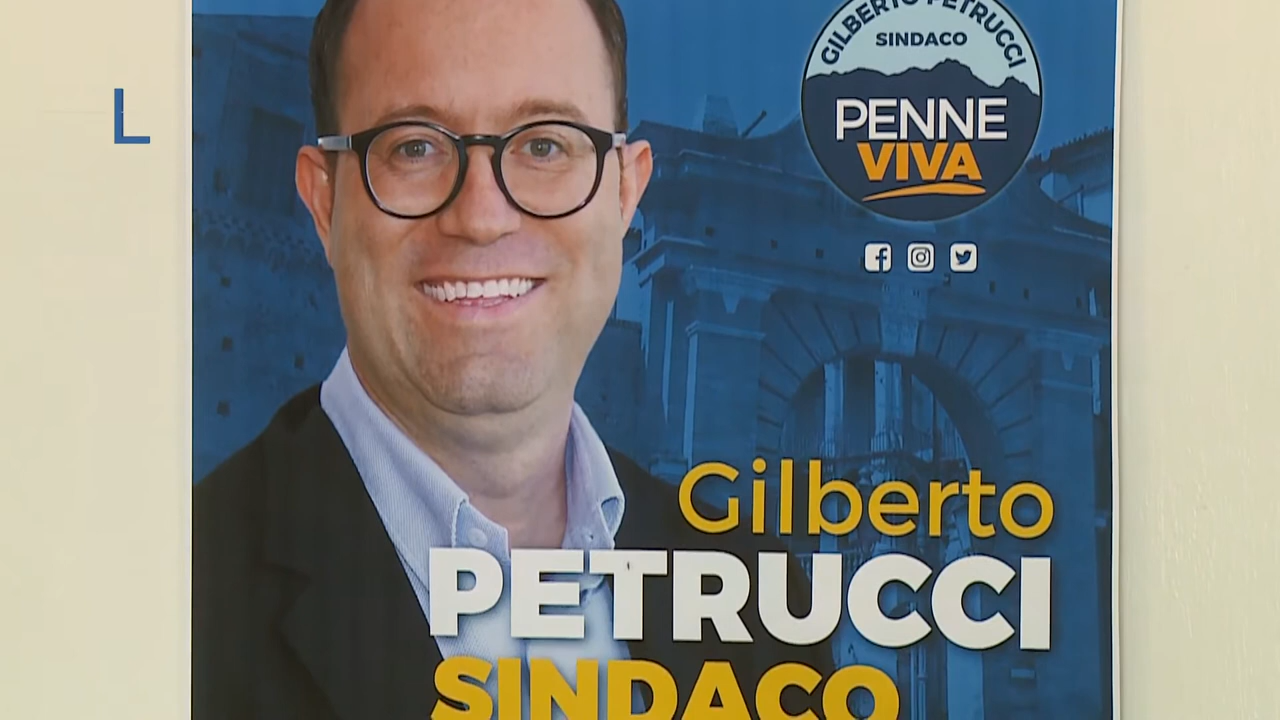 L
GILBERTO PETRUCCI
SINDACO
PENNE
VIVA
Gilberto
PETRUCCI
SINDACO